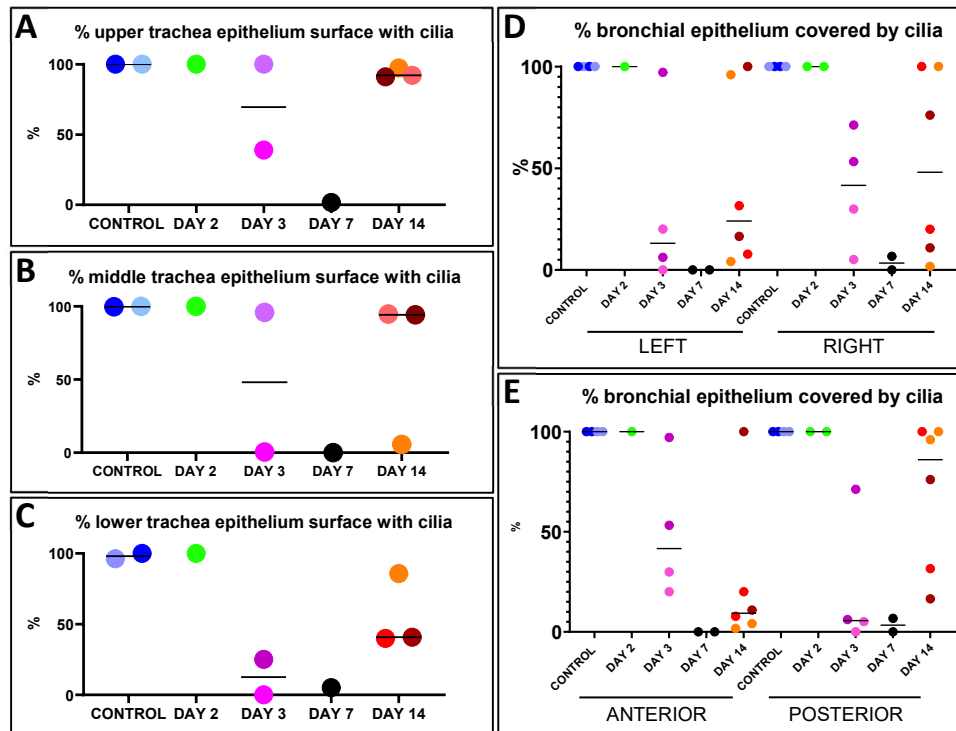 A
% upper trachea epithelium surface with cilia
100
50
0
%
CONTROL DAY 2 DAY 3 DAY 7 DAY 14
B
% middle trachea epithelium surface with cilia
100
50
0
%
CONTROL DAY 2 DAY 3 DAY 7 DAY 14
C
% lower trachea epithelium surface with cilia
100
50
0
%
CONTROL DAY 2 DAY 3 DAY 7 DAY 14
D
% bronchial epithelium covered by cilia
100
50
0
%
CONTROL DAY 2 DAY 3 DAY 7 DAY 14 CONTROL DAY 2 DAY 3 DAY 7 DAY 14
LEFT RIGHT
E
% bronchial epithelium covered by cilia
100
50
0
%
CONTROL DAY 2 DAY 3 DAY 7 DAY 14 CONTROL DAY 2 DAY 3 DAY 7 DAY 14
ANTERIOR POSTERIOR